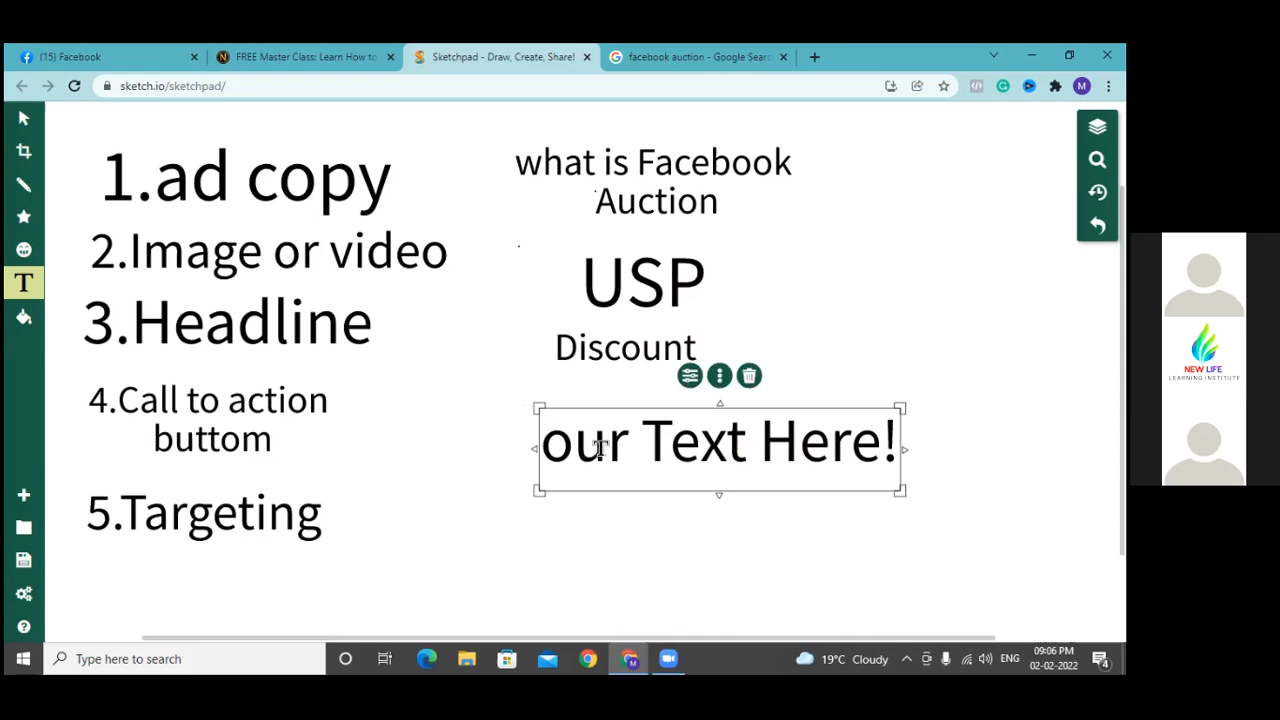 (15) Facebook
FREE Master Class: Learn How to
Sketchpad - Draw, Create, Share!
facebook auction - Google Searc
sketch.io/sketchpad/
M
1.ad copy
2.Image or video
3.Headline
4.Call to action
buttom
5.Targeting
what is Facebook
Auction
USP
Discount
our Text Here!
T
NEW LIFE
LEARNING INSTITUTE
Type here to search
19°C Cloudy
ENG
09:06 PM
02-02-2022
4